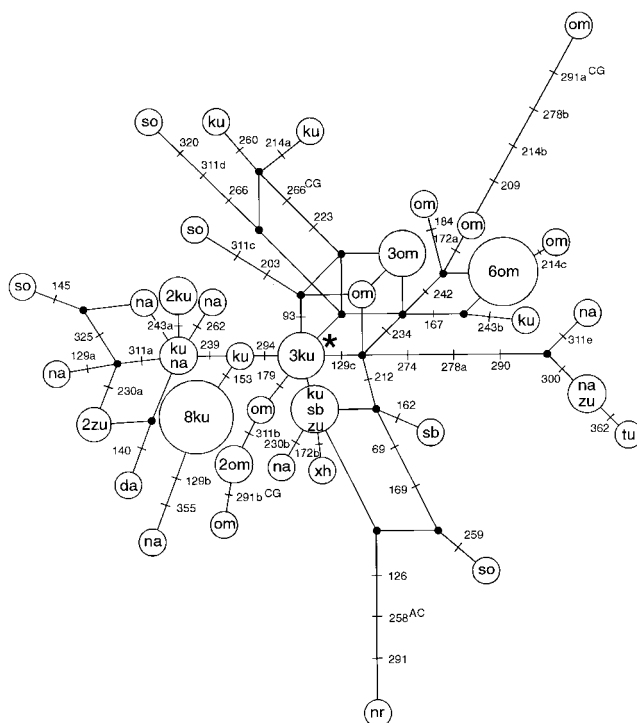 om
291a CG
278b
214b
209
so
320
311d
266
ku
260
214a
ku
266 CG
223
so
311c
203
93
3om
om
184
172a
om
om
6om
om
214c
242
234
167
243b
ku
so
145
na
2ku
na
243a
262
325
129a
na
311a
ku
na
239
ku
294
3ku
*
129c
274
278a
290
na
311e
300
na
zu
362
tu
230a
2zu
140
da
8ku
153
129b
355
na
179
om
311b
2om
291b CG
om
ku
sb
zu
230b
172b
na
xh
212
162
sb
69
169
259
so
126
258 AC
291
nr